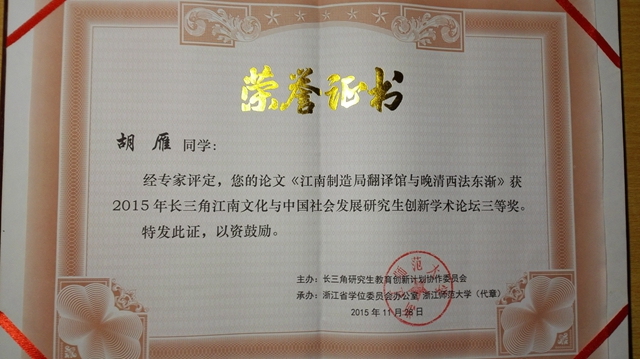 荣誉证书
胡雁 同学：
经专家评定，您的论文《江南制造局翻译馆与晚清西法东渐》获
2015年长三角江南文化与中国社会发展研究生创新学术论坛三等奖。
特发此证，以资鼓励。
主办：长三角研究生教育创新计划协作委员会
承办：浙江省学位委员会办公室 浙江师范大学（代章）
2015年11月28日